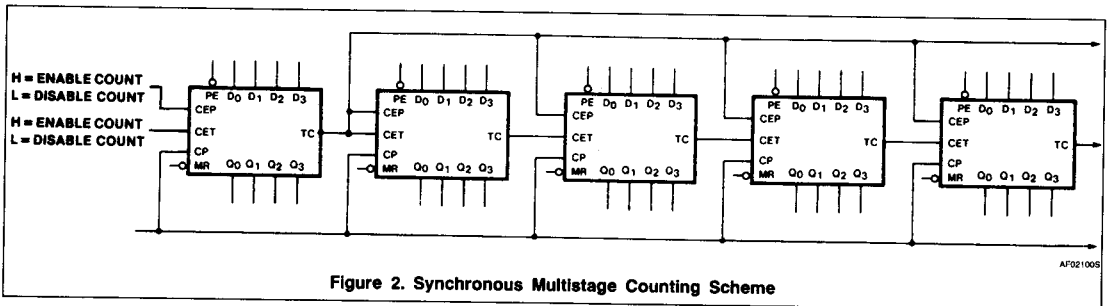 H = ENABLE COUNT
L = DISABLE COUNT
H = ENABLE COUNT
L = DISABLE COUNT
PE D0 D1 D2 D3
CEP
CET TC
CP
MR Q0 Q1 Q2 Q3
PE D0 D1 D2 D3
CEP
CET TC
CP
MR Q0 Q1 Q2 Q3
PE D0 D1 D2 D3
CEP
CET TC
CP
MR Q0 Q1 Q2 Q3
PE D0 D1 D2 D3
CEP
CET TC
CP
MR Q0 Q1 Q2 Q3
PE D0 D1 D2 D3
CEP
CET TC
CP
MR Q0 Q1 Q2 Q3
AF02100S
Figure 2. Synchronous Multistage Counting Scheme